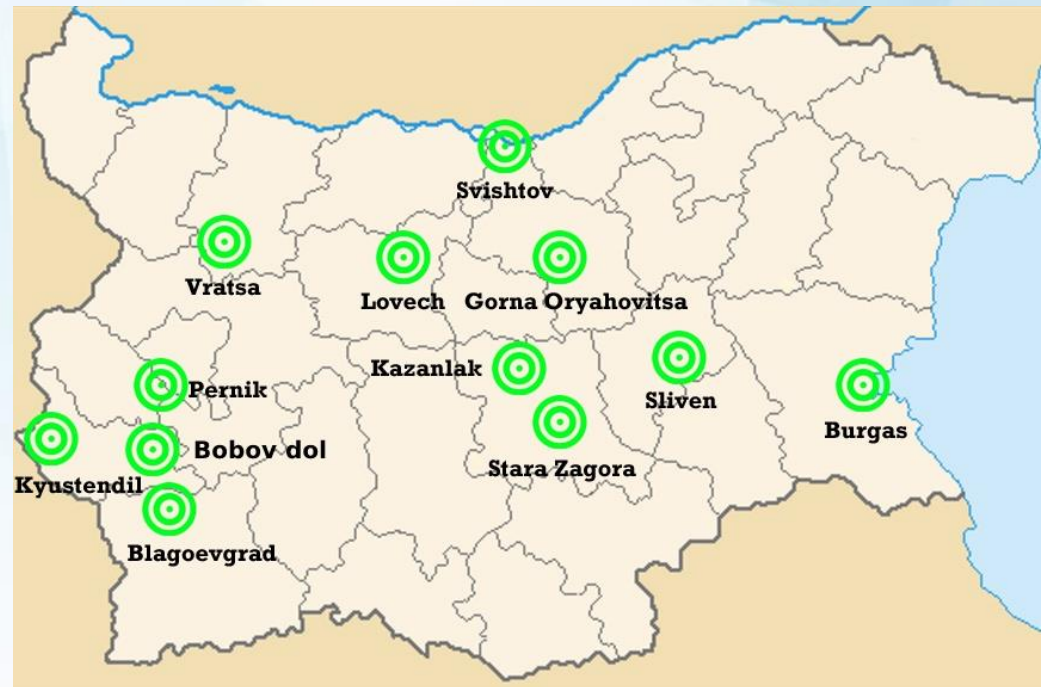 Svishtov
Vratsa
Lovech
Gorna Oryahovitsa
Kazanlak
Pernik
Sliven
Burgas
Bobov dol
Stara Zagora
Kyustendil
Blagoevgrad